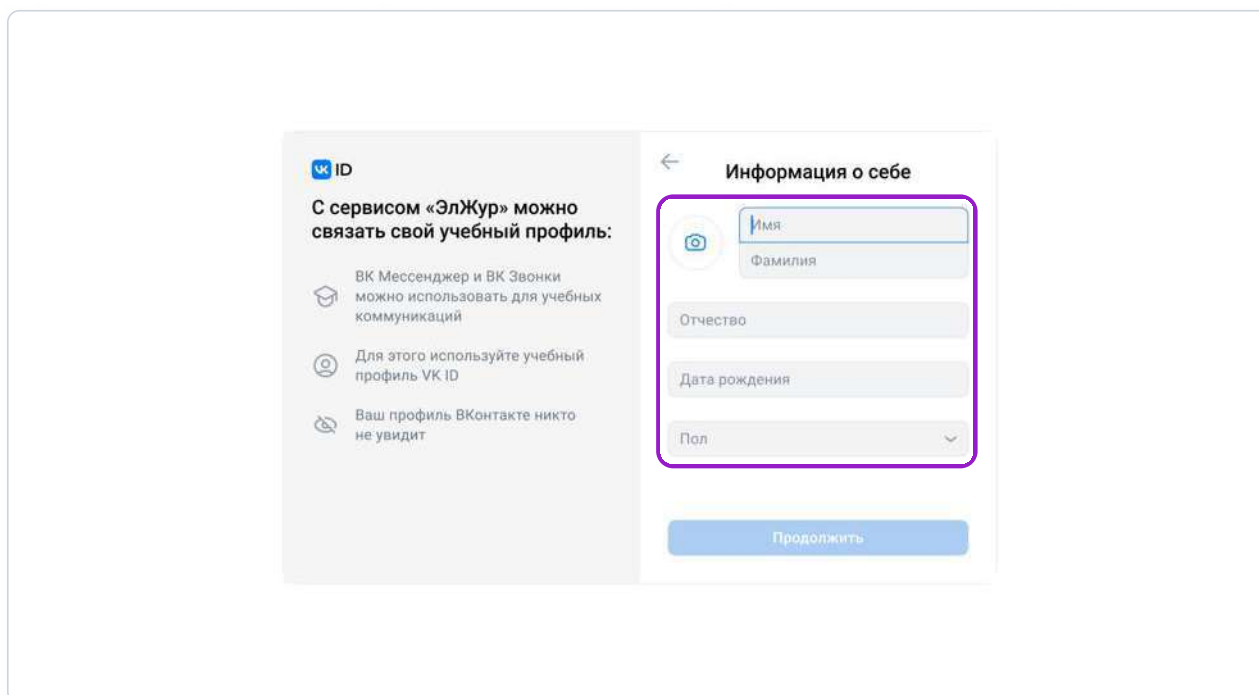 VK ID
С сервисом «ЭлЖур» можно
связать свой учебный профиль:
ВК Мессенджер и ВК Звонки
можно использовать для учебных
коммуникаций
Для этого используйте учебный
профиль VK ID
Ваш профиль ВКонтакте никто
не увидит
Информация о себе
Имя
Фамилия
Отчество
Дата рождения
Пол
Продолжить